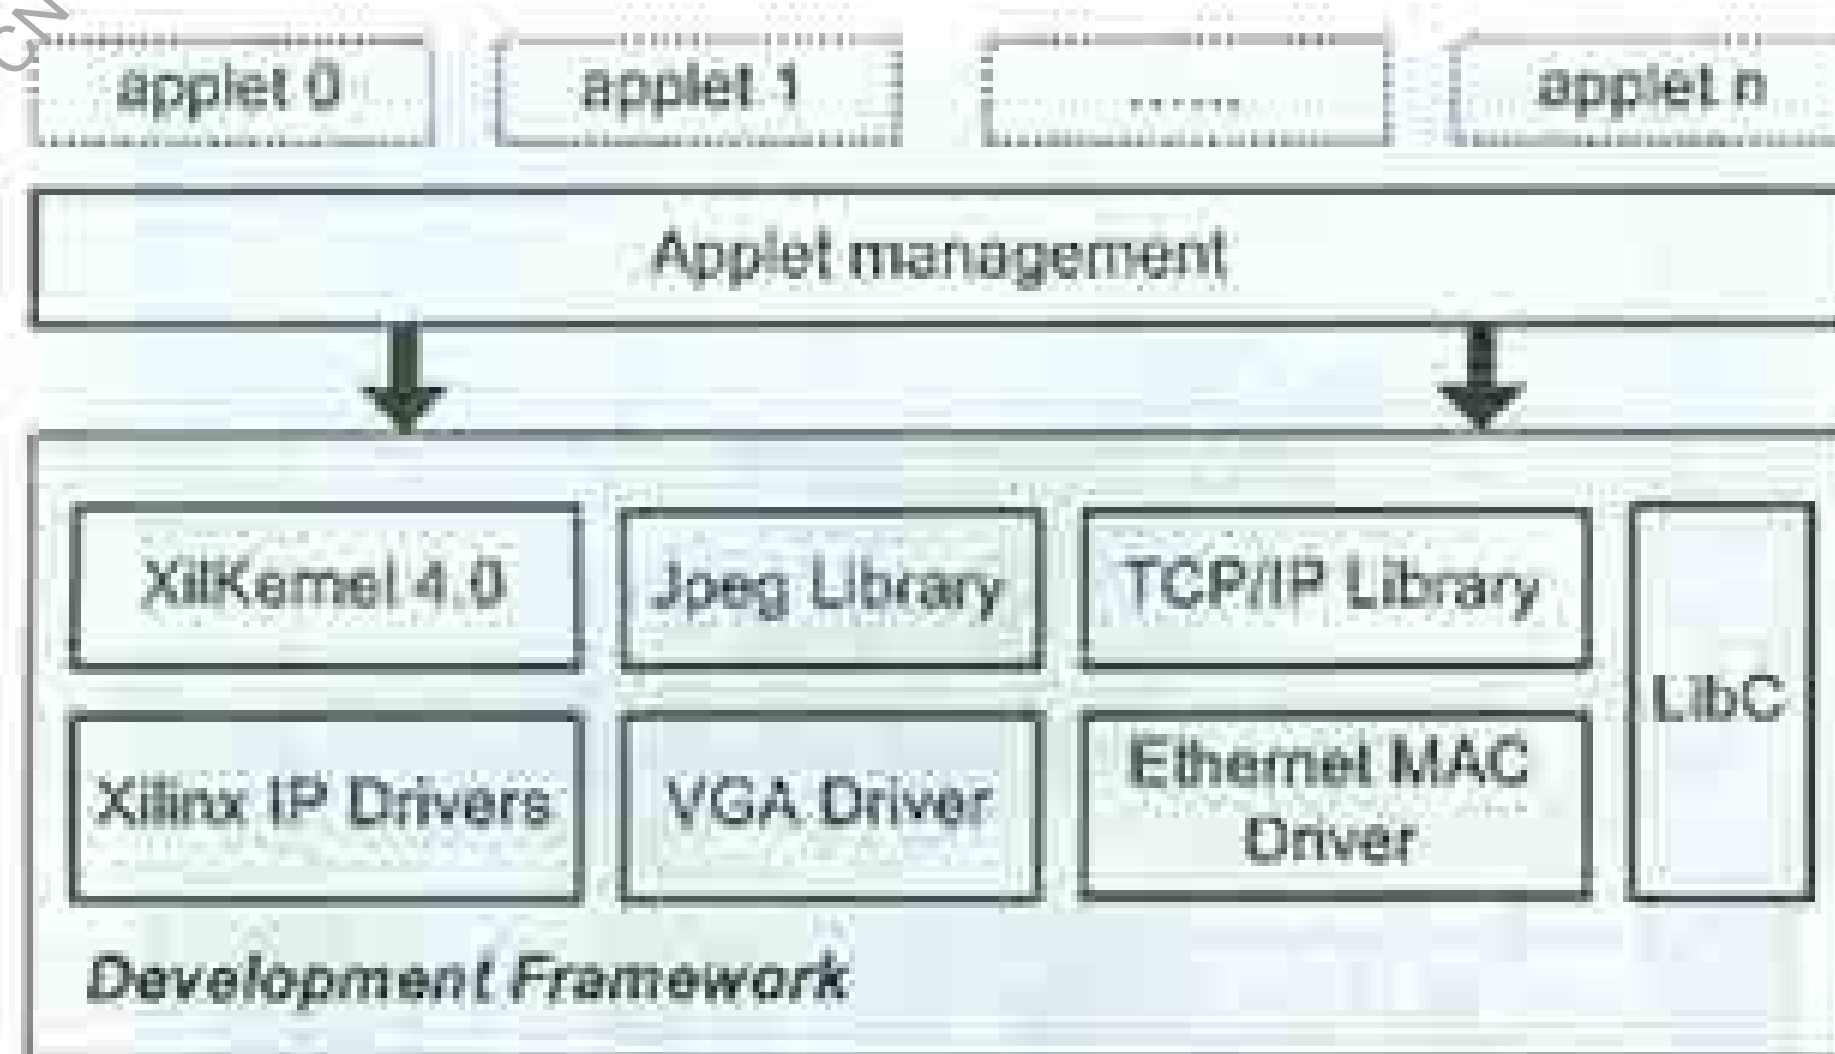 CN
applet 0
applet 1
......
applet n
Applet management
XilKernel 4.0
Jpeg Library
TCP/IP Library
LibC
Xilinx IP Drivers
VGA Driver
Ethernet MAC
Driver
Development Framework